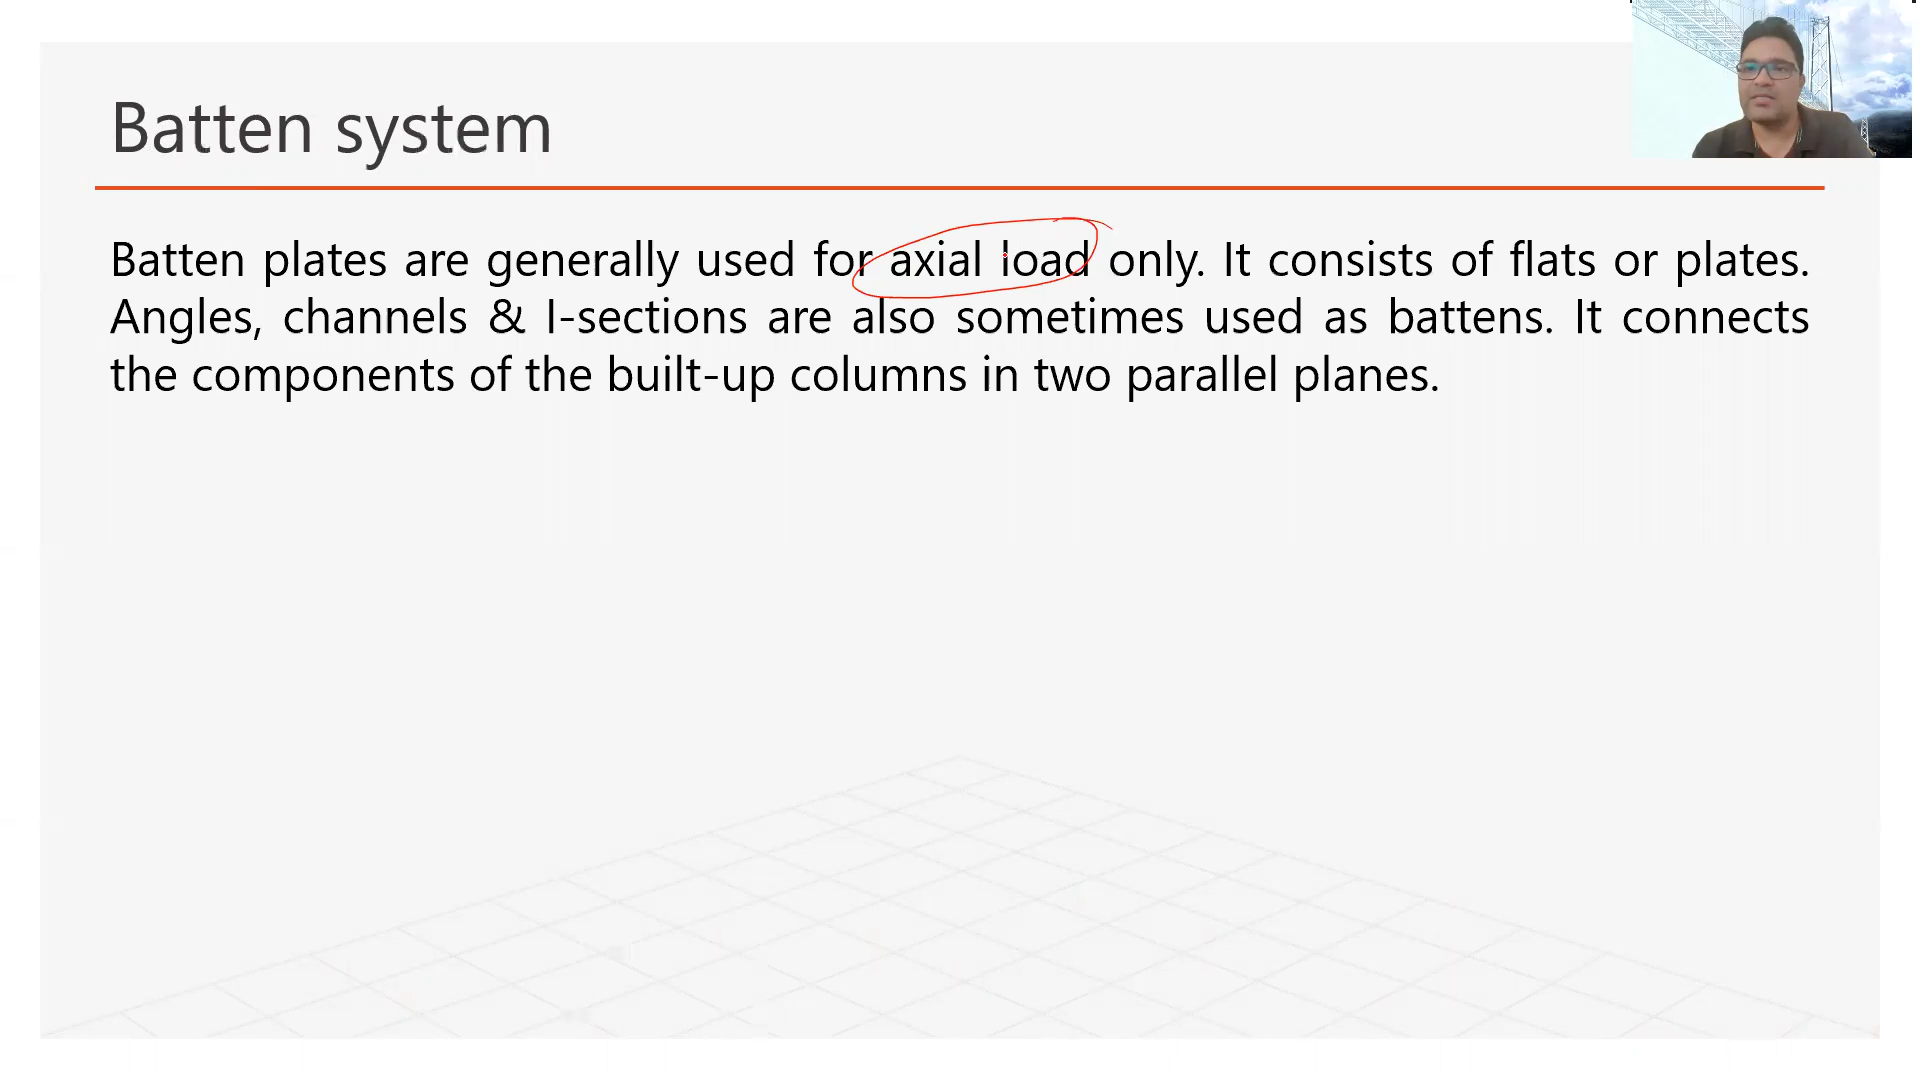 Batten system
Batten plates are generally used for axial load only. It consists of flats or plates.
Angles, channels & I-sections are also sometimes used as battens. It connects
the components of the built-up columns in two parallel planes.